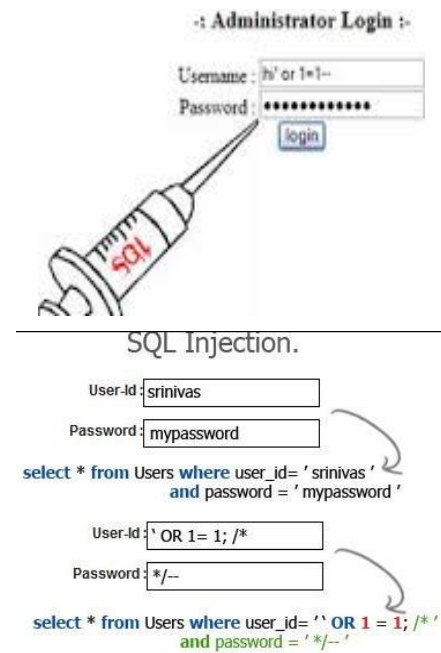 -: Administrator Login :-
Username : hi' or 1=1--
Password : ••••••••••••
login
SQL
SQL Injection.
User-Id : srinivas
Password : mypassword
select * from Users where user_id= ' srinivas '
and password = ' mypassword '
User-Id : ` OR 1= 1; /*
Password : */--
select * from Users where user_id= '` OR 1 = 1; /* '
and password = ' */-- '